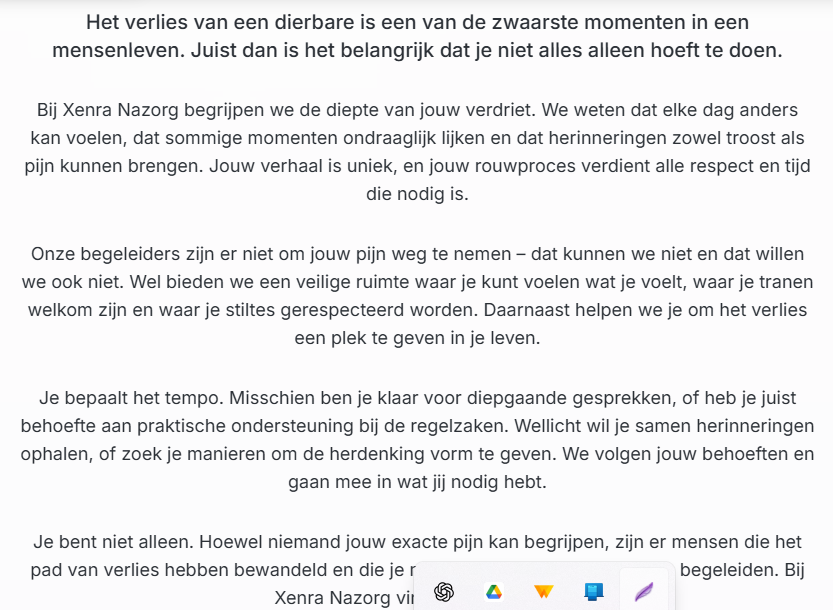 Het verlies van een dierbare is een van de zwaarste momenten in een
mensenleven. Juist dan is het belangrijk dat je niet alles alleen hoeft te doen.
Bij Xenra Nazorg begrijpen we de diepte van jouw verdriet. We weten dat elke dag anders
kan voelen, dat sommige momenten ondraaglijk lijken en dat herinneringen zowel troost als
pijn kunnen brengen. Jouw verhaal is uniek, en jouw rouwproces verdient alle respect en tijd
die nodig is.
Onze begeleiders zijn er niet om jouw pijn weg te nemen – dat kunnen we niet en dat willen
we ook niet. Wel bieden we een veilige ruimte waar je kunt voelen wat je voelt, waar je tranen
welkom zijn en waar je stiltes gerespecteerd worden. Daarnaast helpen we je om het verlies
een plek te geven in je leven.
Je bepaalt het tempo. Misschien ben je klaar voor diepgaande gesprekken, of heb je juist
behoefte aan praktische ondersteuning bij de regelzaken. Wellicht wil je samen herinneringen
ophalen, of zoek je manieren om de herdenking vorm te geven. We volgen jouw behoeften en
gaan mee in wat jij nodig hebt.
Je bent niet alleen. Hoewel niemand jouw exacte pijn kan begrijpen, zijn er mensen die het
pad van verlies hebben bewandeld en die je begeleiden. Bij
Xenra Nazorg